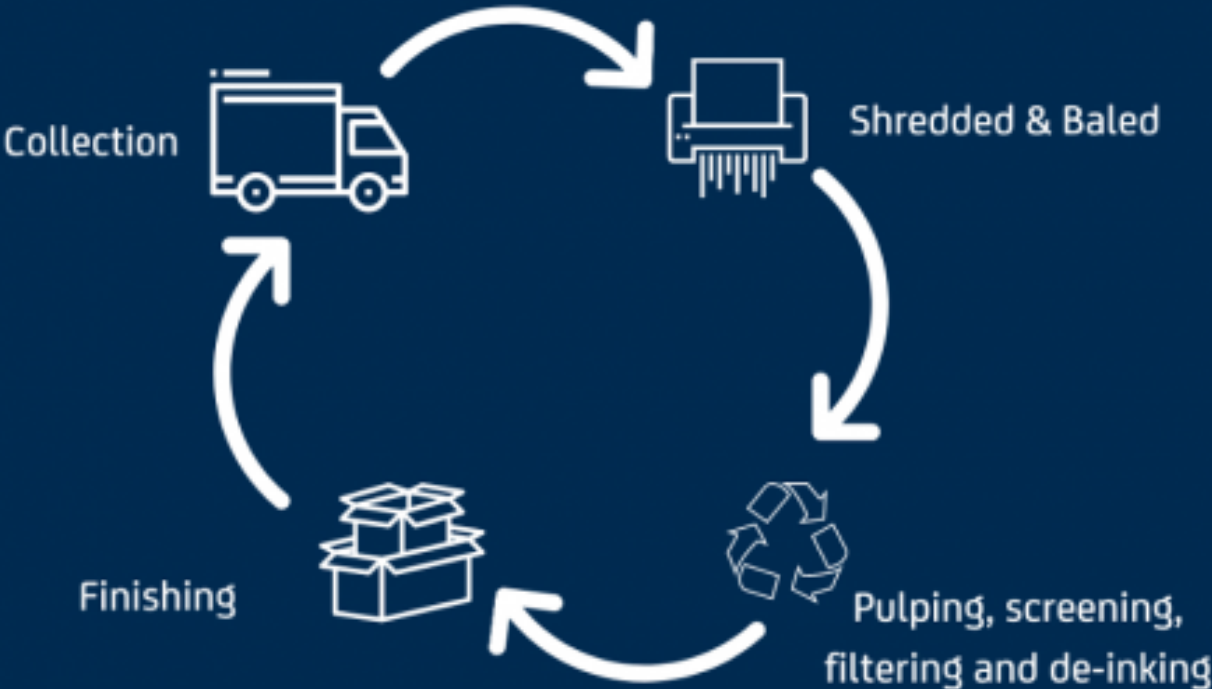 Collection
Shredded & Baled
Finishing
Pulping, screening,
filtering and de-inking